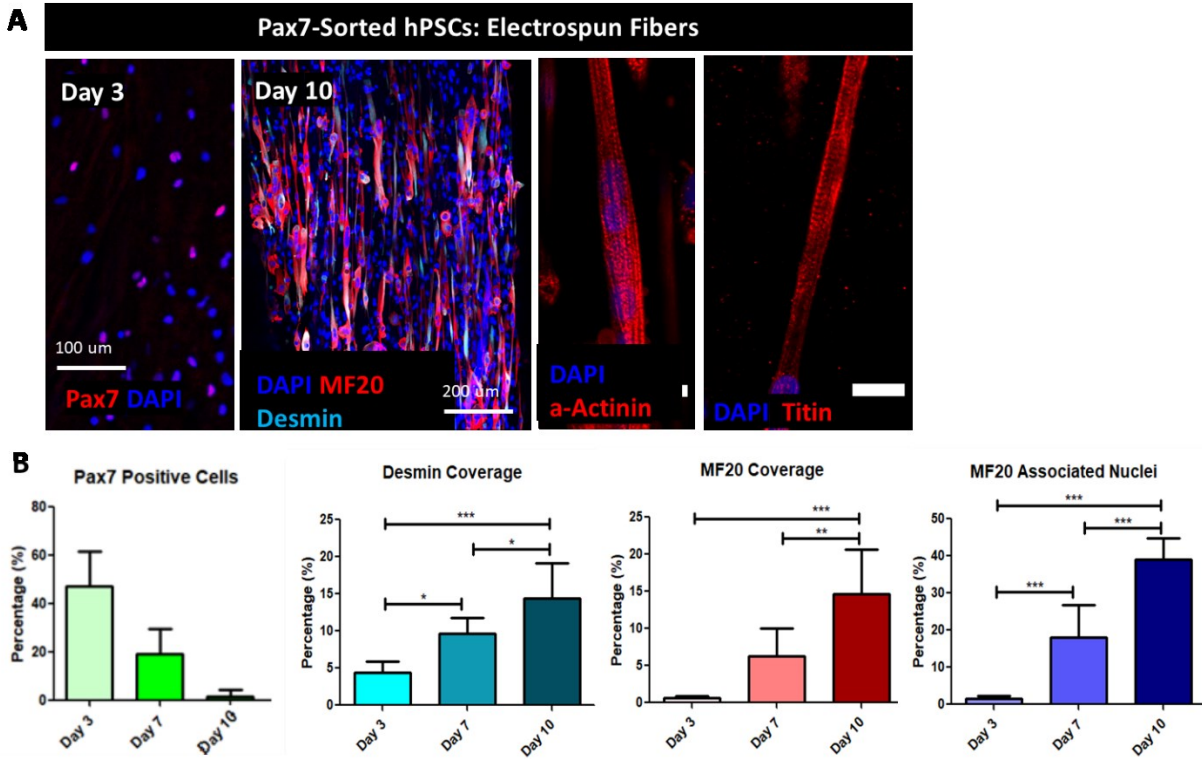 A
Pax7-Sorted hPSCs: Electrospun Fibers
Day 3
100 um
Pax7 DAPI
Day 10
DAPI MF20
Desmin
200 um
DAPI
a-Actinin
DAPI Titin
B
Pax7 Positive Cells
Percentage (%)
80
60
40
20
0
Day 3
Day 7
Day 10
Desmin Coverage
Percentage (%)
25
20
15
10
5
0
***
*
*
Day 3
Day 7
Day 10
MF20 Coverage
Percentage (%)
25
20
15
10
5
0
***
**
Day 3
Day 7
Day 10
MF20 Associated Nuclei
Percentage (%)
50
40
30
20
10
0
***
***
***
Day 3
Day 7
Day 10